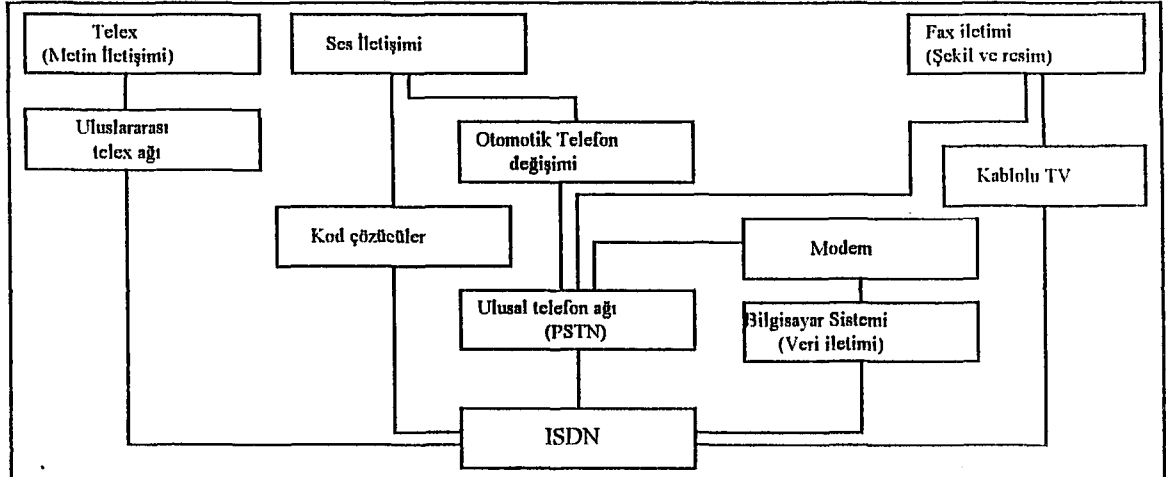 Telex
(Metin İletişimi)
Ses İletişimi
Fax iletimi
(Şekil ve resim)
Uluslararası
telex ağı
Otomotik Telefon
değişimi
Kablolu TV
Kod çözücüler
Modem
Ulusal telefon ağı
(PSTN)
Bilgisayar Sistemi
(Veri iletimi)
ISDN